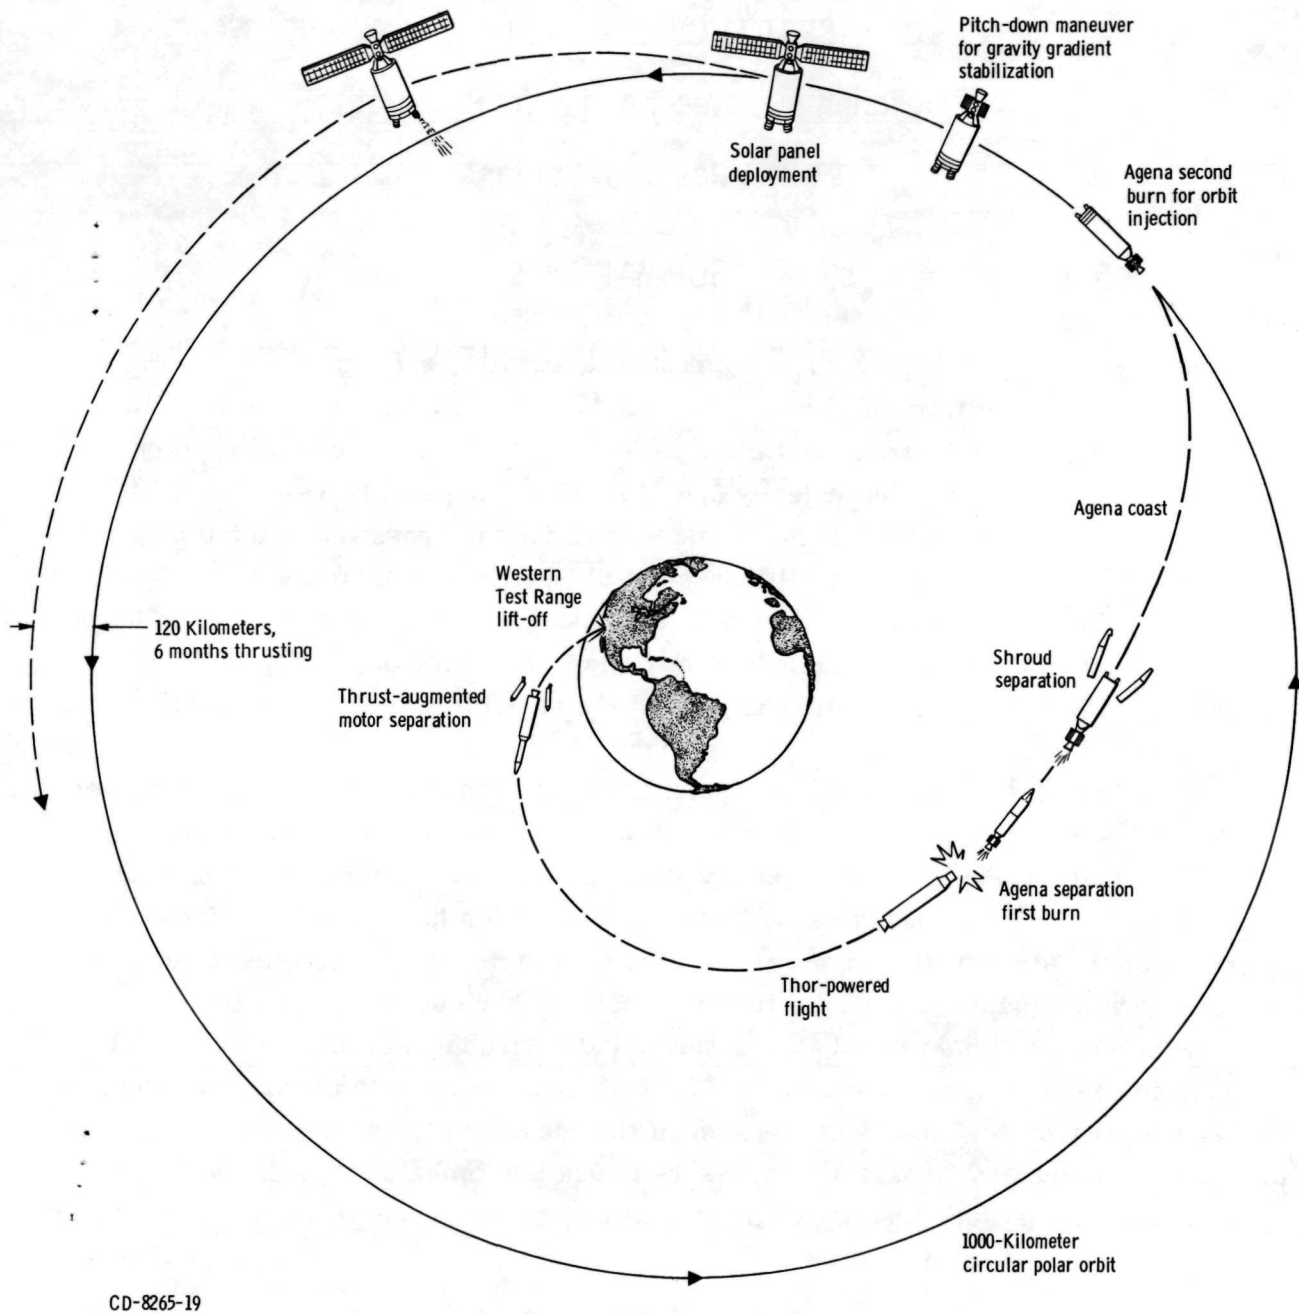 Pitch-down maneuver
for gravity gradient
stabilization
Solar panel
deployment
Agena second
burn for orbit
injection
Agena coast
Western
Test Range
lift-off
120 Kilometers,
6 months thrusting
Thrust-augmented
motor separation
Shroud
separation
Agena separation
first burn
Thor-powered
flight
1000-Kilometer
circular polar orbit
CD-8265-19